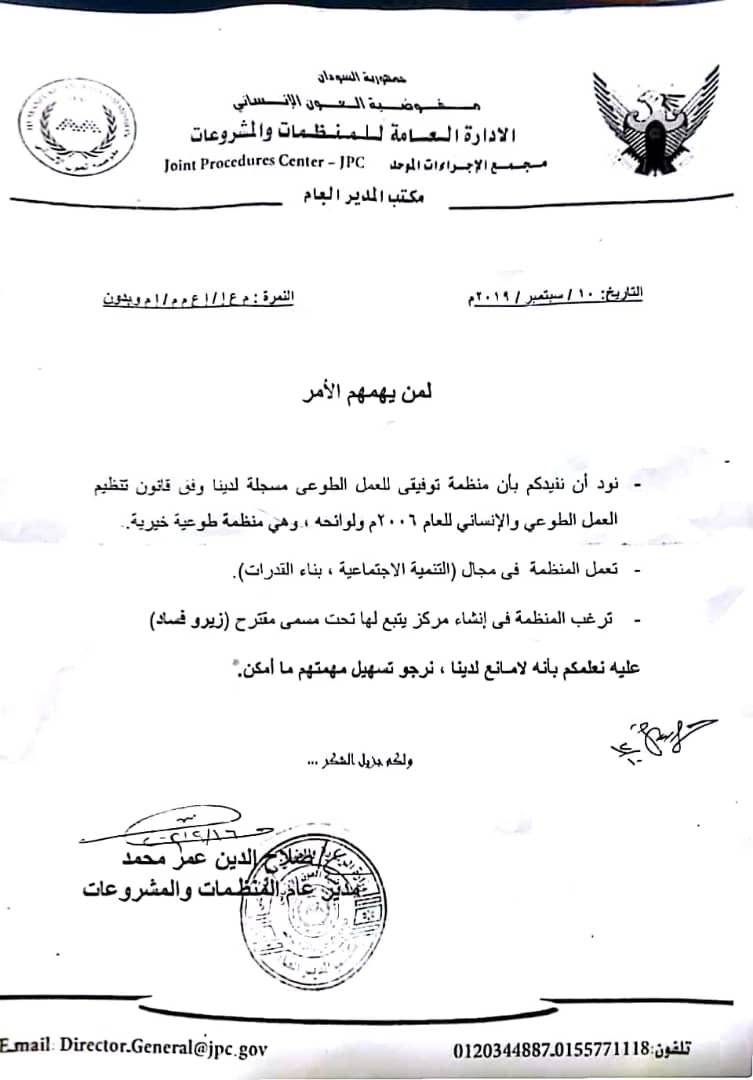 جمهورية السودان
مفوضية العون الإنساني
الادارة العامة للمنظمات والمشروعات
مجمع الإجراءات الموحد Joint Procedures Center - JPC
مكتب المدير العام
التاريخ: ١٠/ سبتمبر / ٢٠١٩م
النمرة : م ع إ/ إ ع م م/ ا م وبدون
لمن يهمهم الأمر
- نود أن نفيدكم بأن منظمة توفيقى للعمل الطوعى مسجلة لدينا وفق قانون تنظيم
العمل الطوعي والإنساني للعام ٢٠٠٦م ولوائحه ، وهي منظمة طوعية خيرية.
- تعمل المنظمة فى مجال (التنمية الاجتماعية ، بناء القدرات).
- ترغب المنظمة فى إنشاء مركز يتبع لها تحت مسمى مقترح (زيرو فساد)
عليه نعلمكم بأنه لامانع لدينا ، نرجو تسهيل مهمتهم ما أمكن.
ولكم جزيل الشكر ...
صلاح الدين عمر محمد
مدير عام المنظمات والمشروعات
E.mail: Director.General@jpc.gov
تلفون:0120344887.0155771118